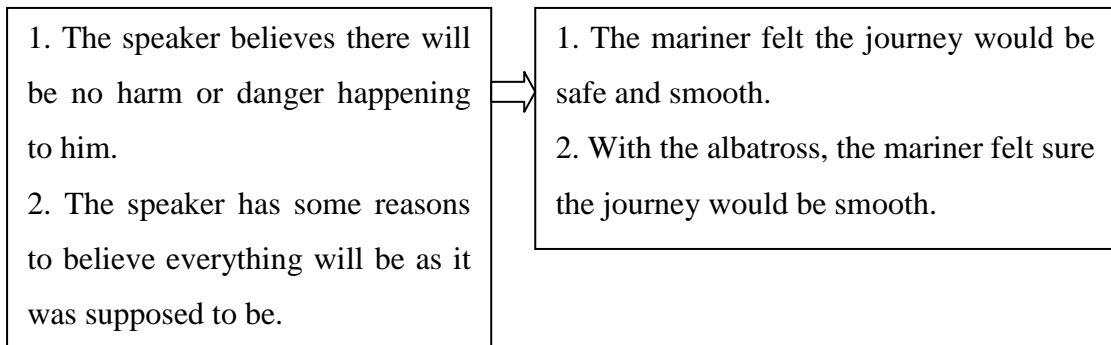 1. The speaker believes there will
be no harm or danger happening
to him.
2. The speaker has some reasons
to believe everything will be as it
was supposed to be.
1. The mariner felt the journey would be
safe and smooth.
2. With the albatross, the mariner felt sure
the journey would be smooth.